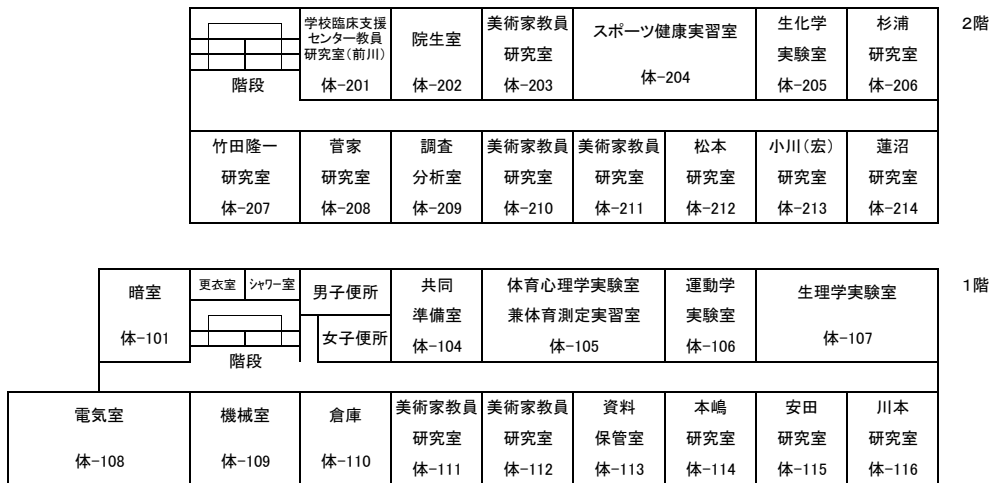 学校臨床支援
センター教員
研究室(前川)
体-201
院生室
体-202
美術家教員
研究室
体-203
スポーツ健康実習室
体-204
生化学
実験室
体-205
杉浦
研究室
体-206
2階
階段
竹田隆一
研究室
体-207
菅家
研究室
体-208
調査
分析室
体-209
美術家教員
研究室
体-210
美術家教員
研究室
体-211
松本
研究室
体-212
小川(宏)
研究室
体-213
蓮沼
研究室
体-214
暗室
体-101
更衣室
シャワー室
階段
男子便所
女子便所
共同
準備室
体-104
体育心理学実験室
兼体育測定実習室
体-105
運動学
実験室
体-106
生理学実験室
体-107
1階
電気室
体-108
機械室
体-109
倉庫
体-110
美術家教員
研究室
体-111
美術家教員
研究室
体-112
資料
保管室
体-113
本嶋
研究室
体-114
安田
研究室
体-115
川本
研究室
体-116